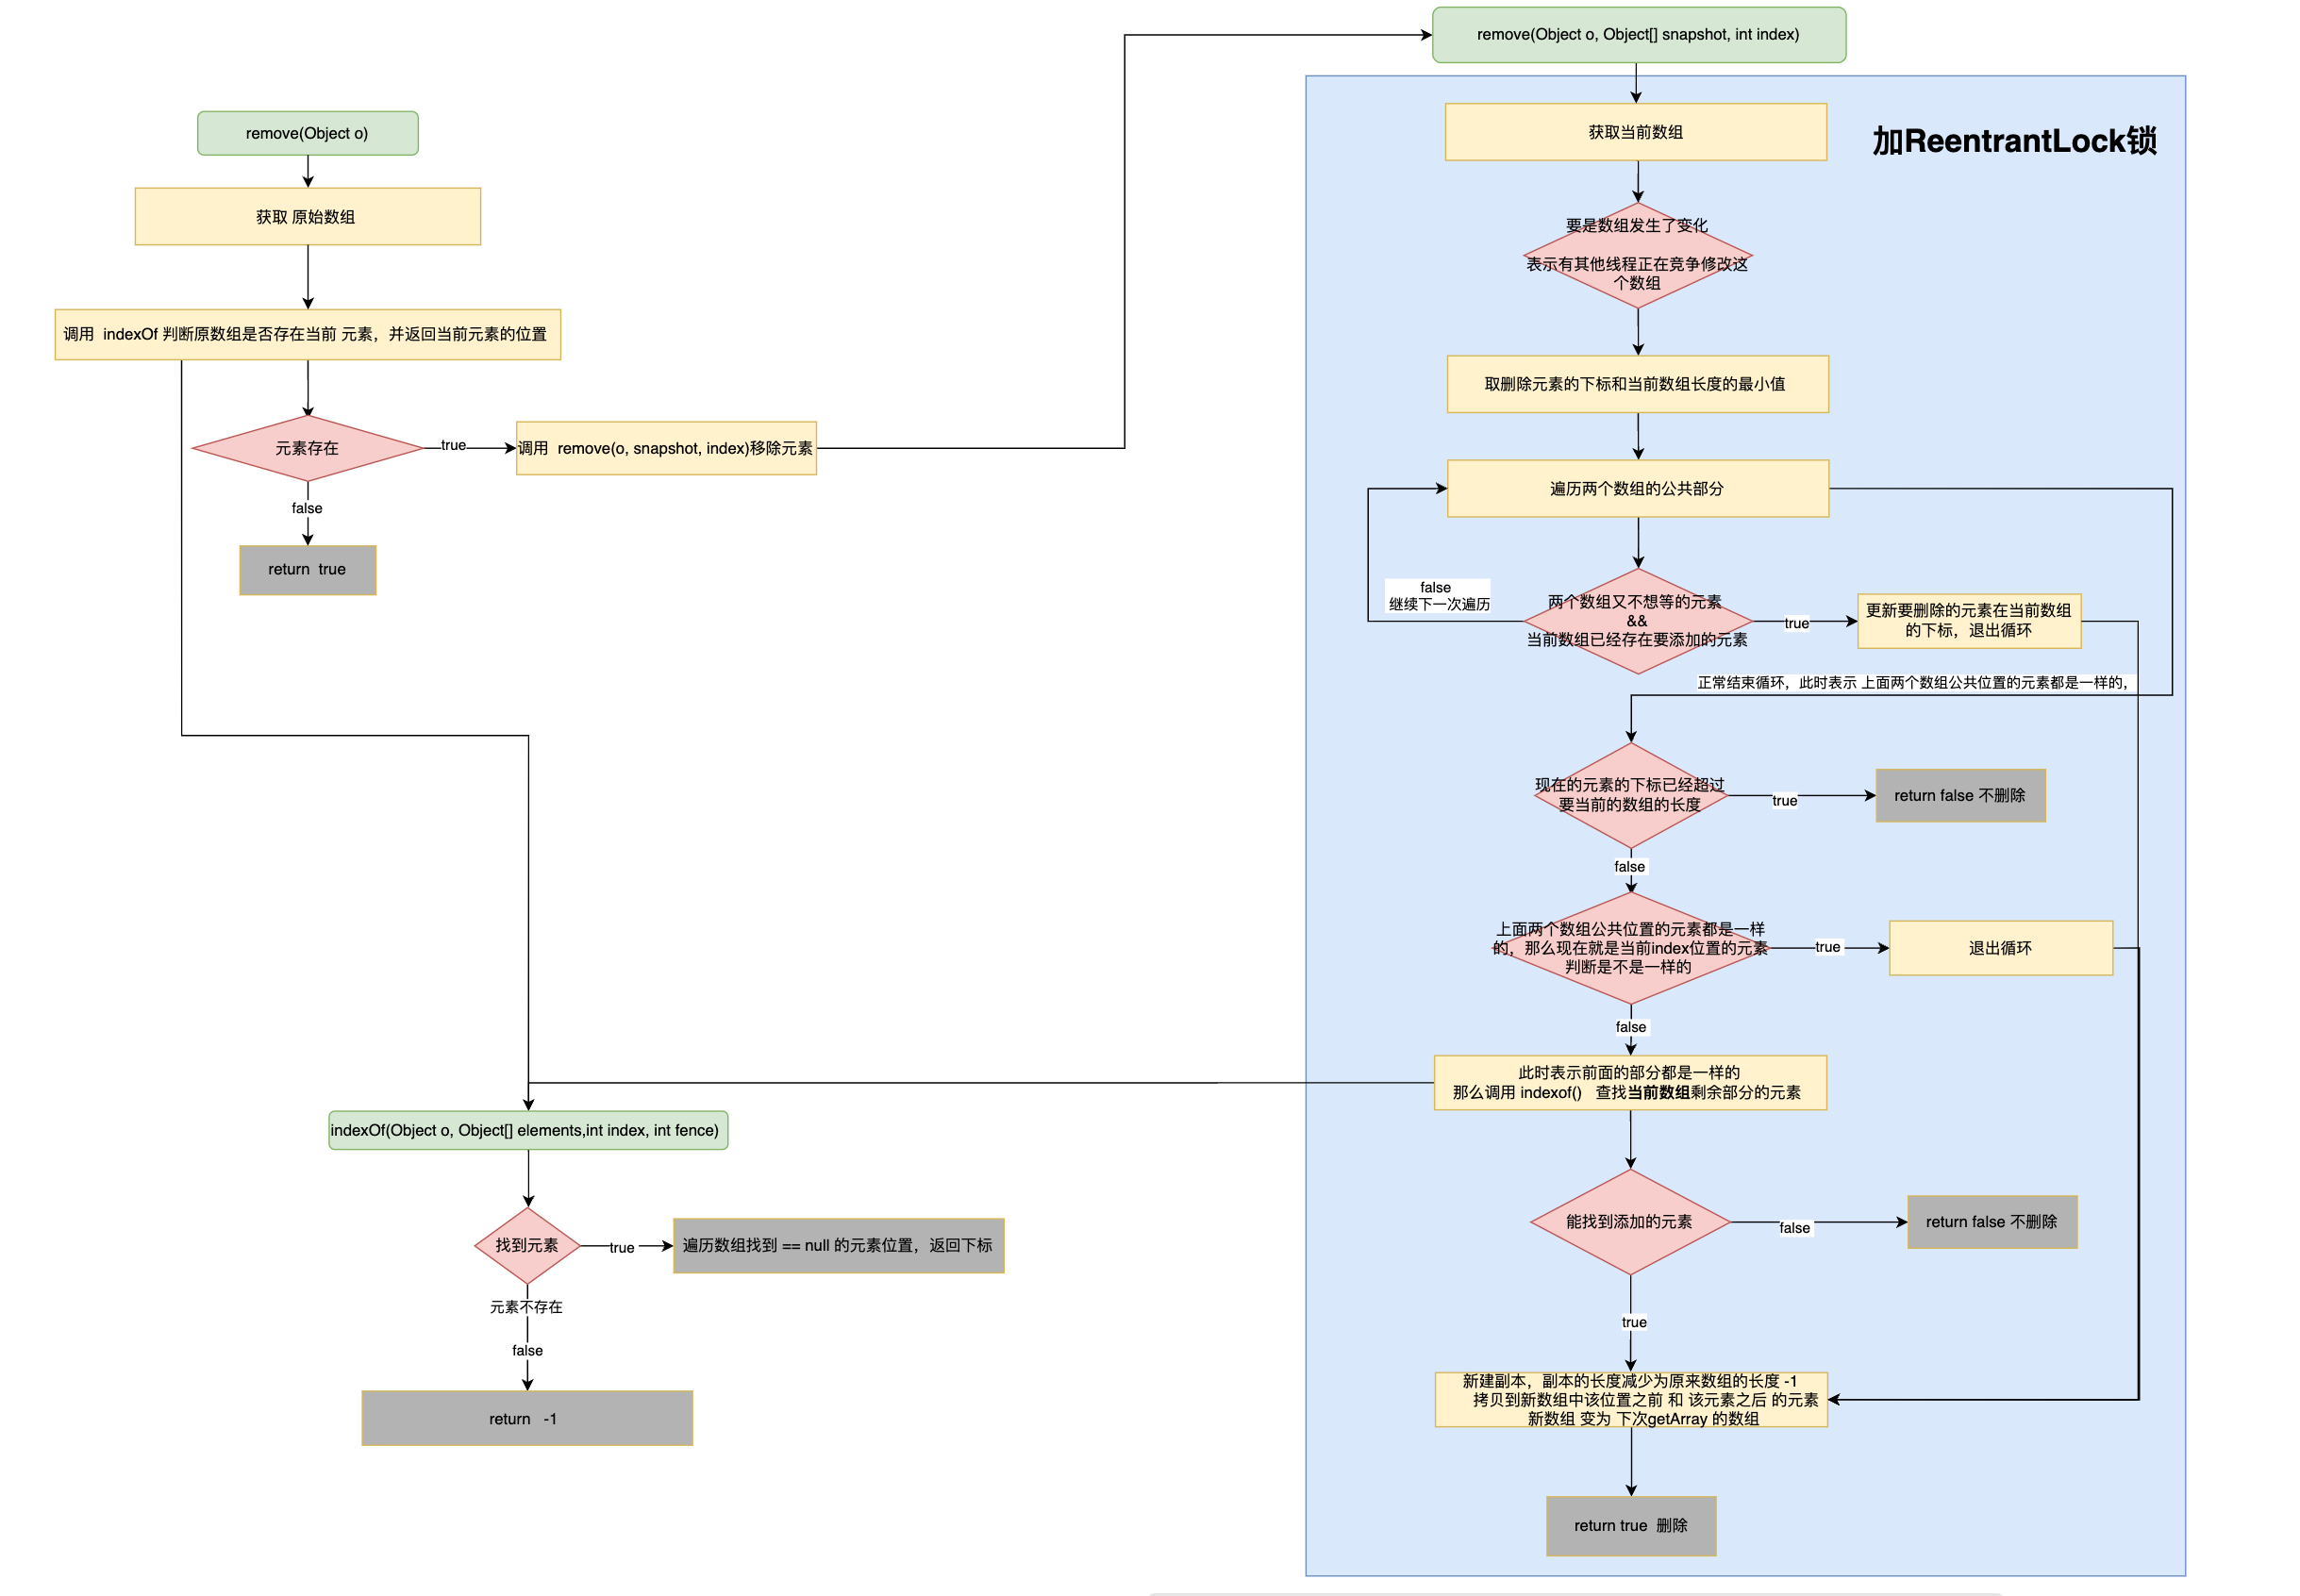 remove(Object o)
获取 原始数组
调用 indexOf 判断原数组是否存在当前 元素，并返回当前元素的位置
元素存在
true
调用 remove(o, snapshot, index)移除元素
false
return true
remove(Object o, Object[] snapshot, int index)
加ReentrantLock锁
获取当前数组
要是数组发生了变化
表示有其他线程正在竞争修改这
个数组
取删除元素的下标和当前数组长度的最小值
遍历两个数组的公共部分
false
继续下一次遍历
两个数组又不想等的元素
&&
当前数组已经存在要添加的元素
true
更新要删除的元素在当前数组
的下标，退出循环
正常结束循环，此时表示 上面两个数组公共位置的元素都是一样的，
现在的元素的下标已经超过
要当前的数组的长度
true
return false 不删除
false
上面两个数组公共位置的元素都是一样
的，那么现在就是当前index位置的元素
判断是不是一样的
true
退出循环
false
此时表示前面的部分都是一样的
那么调用 indexof() 查找当前数组剩余部分的元素
能找到添加的元素
false
return false 不删除
true
新建副本，副本的长度减少为原来数组的长度 -1
拷贝到新数组中该位置之前 和 该元素之后 的元素
新数组 变为 下次getArray 的数组
return true 删除
indexOf(Object o, Object[] elements,int index, int fence)
找到元素
true
遍历数组找到 == null 的元素位置，返回下标
元素不存在
false
return -1